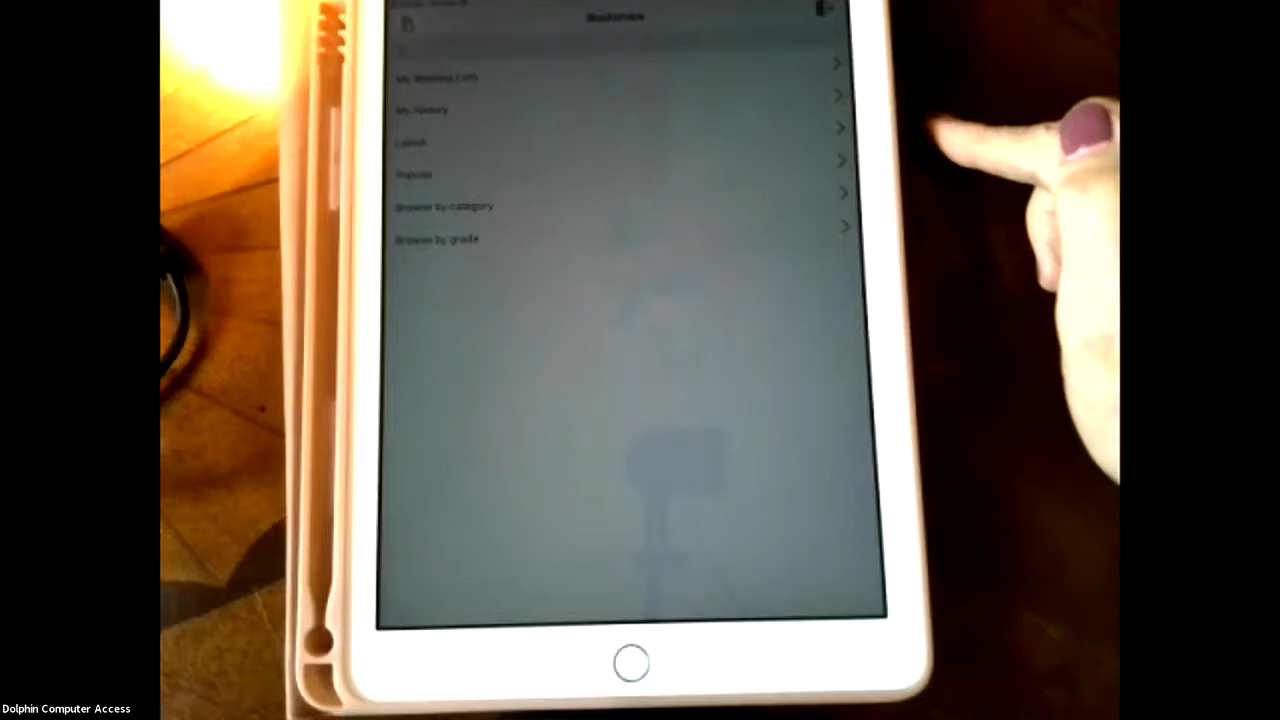 Bookshare
My Reading Lists
My History
Latest
Popular
Browse by category
Browse by grade
Dolphin Computer Access